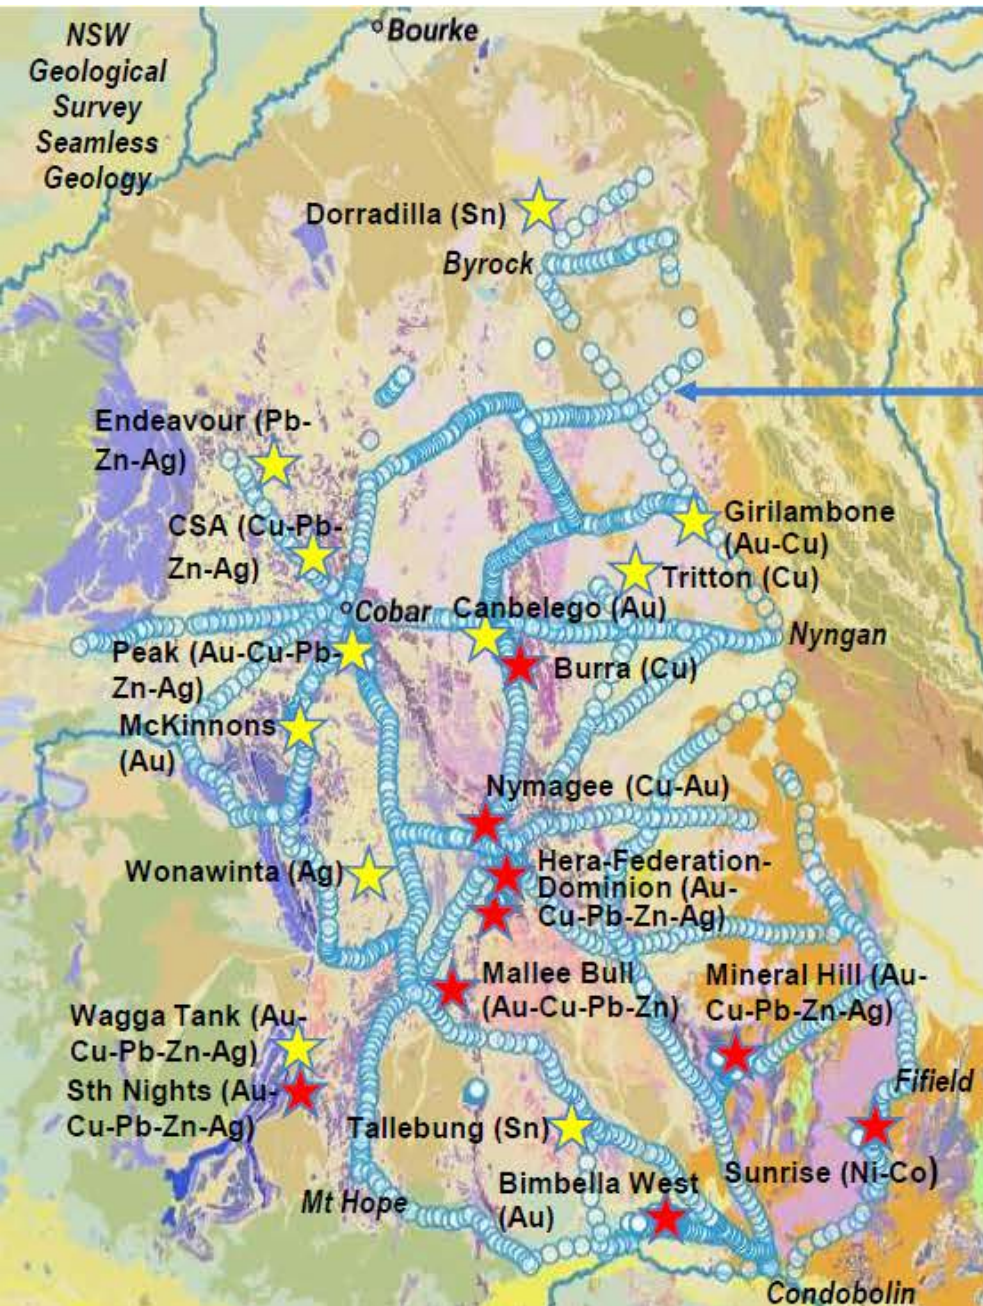 NSW
Geological
Survey
Seamless
Geology
Bourke
Dorradilla (Sn)
Byrock
Endeavour (Pb-
Zn-Ag)
CSA (Cu-Pb-
Zn-Ag)
Girilambone
(Au-Cu)
Tritton (Cu)
Cobar
Canbelego (Au)
Nyngan
Peak (Au-Cu-Pb-
Zn-Ag)
Burra (Cu)
McKinnons
(Au)
Nymagee (Cu-Au)
Wonawinta (Ag)
Hera-Federation-
Dominion (Au-
Cu-Pb-Zn-Ag)
Mallee Bull
(Au-Cu-Pb-Zn)
Mineral Hill (Au-
Cu-Pb-Zn-Ag)
Wagga Tank (Au-
Cu-Pb-Zn-Ag)
Sth Nights (Au-
Cu-Pb-Zn-Ag)
Fifield
Tallebung (Sn)
Sunrise (Ni-Co)
Bimbella West
(Au)
Mt Hope
Condobolin